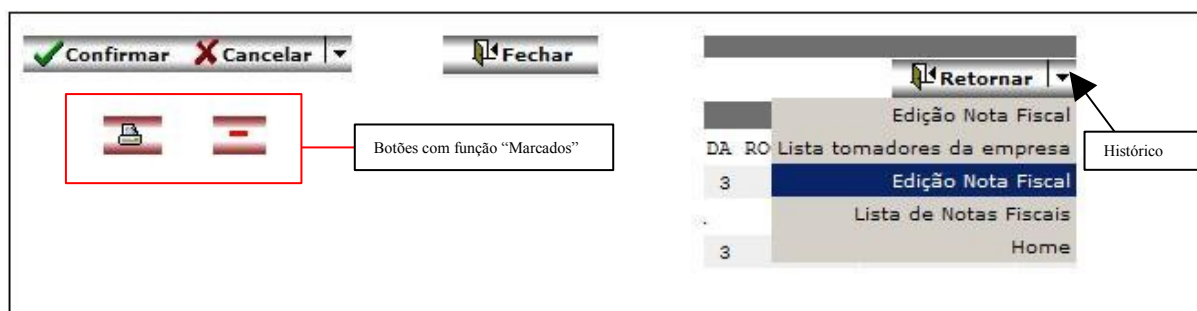 Confirmar Cancelar
Fechar
Retornar
Botões com função “Marcados”
Edição Nota Fiscal
DA RO Lista tomadores da empresa
Histórico
3 Edição Nota Fiscal
. Lista de Notas Fiscais
3 Home